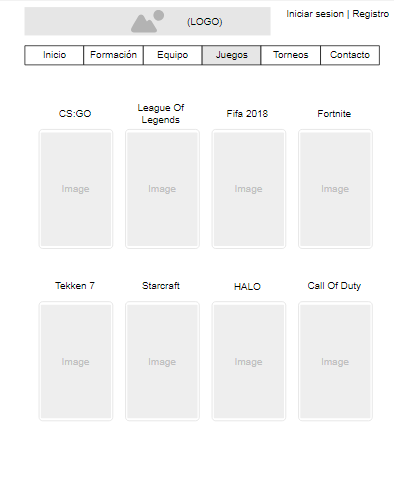 (LOGO)
Iniciar sesion | Registro
Inicio
Formación
Equipo
Juegos
Torneos
Contacto
CS:GO
League Of
Legends
Fifa 2018
Fortnite
Image
Image
Image
Image
Tekken 7
Starcraft
HALO
Call Of Duty
Image
Image
Image
Image